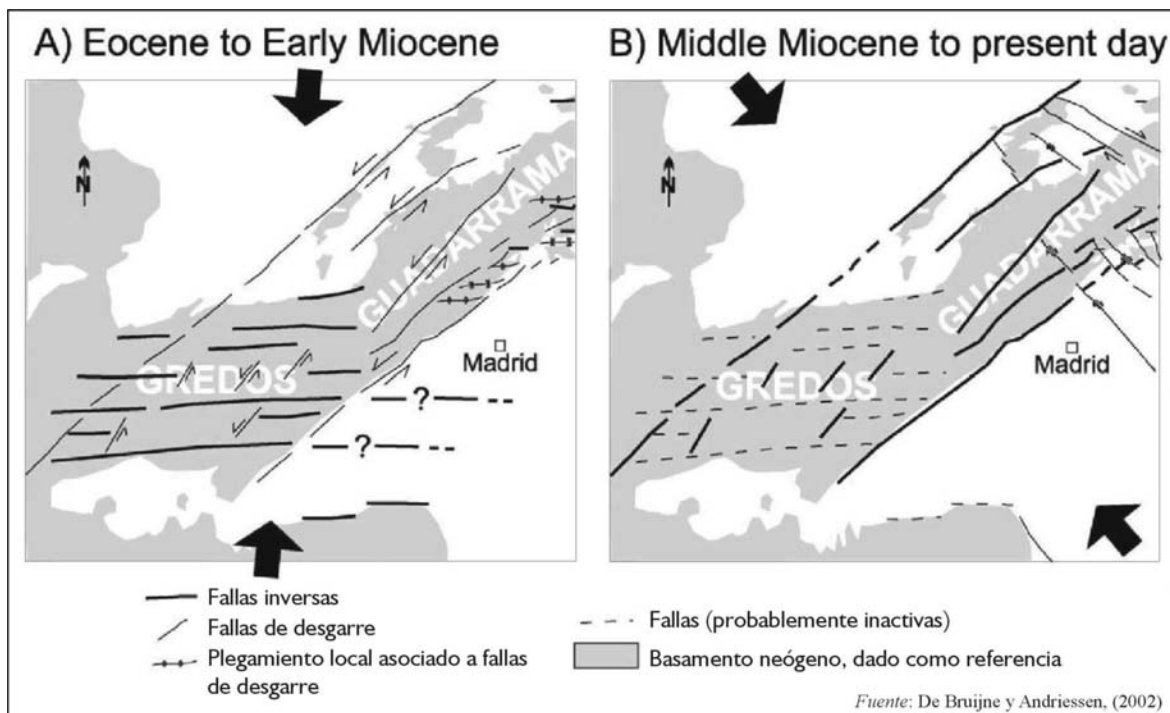 A) Eocene to Early Miocene
B) Middle Miocene to present day
N
GUADARRAMA
GREDOS
Madrid
?
?
N
GUADARRAMA
GREDOS
Madrid
Fallas inversas
Fallas de desgarre
Plegamiento local asociado a fallas
de desgarre
Fallas (probablemente inactivas)
Basamento neógeno, dado como referencia
Fuente: De Bruijne y Andriessen, (2002)